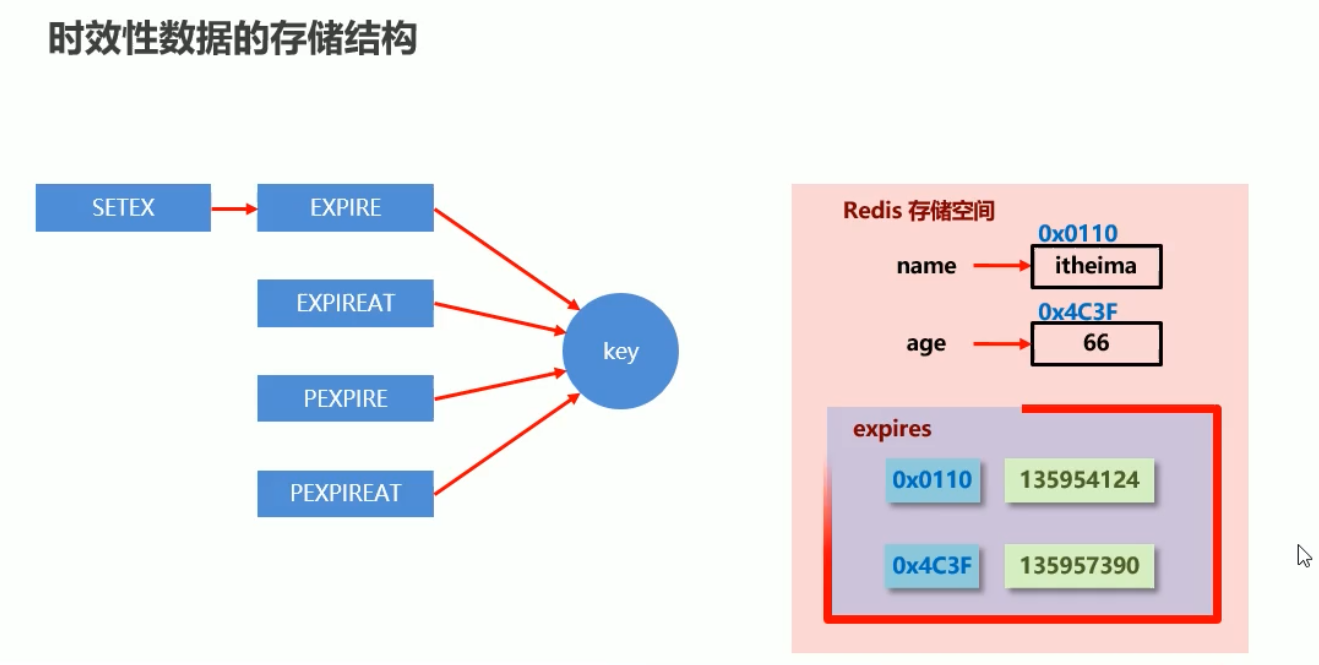 时效性数据的存储结构
SETEX
EXPIRE
EXPIREAT
PEXPIRE
PEXPIREAT
key
Redis 存储空间
0x0110
name
itheima
0x4C3F
age
66
expires
0x0110
135954124
0x4C3F
135957390